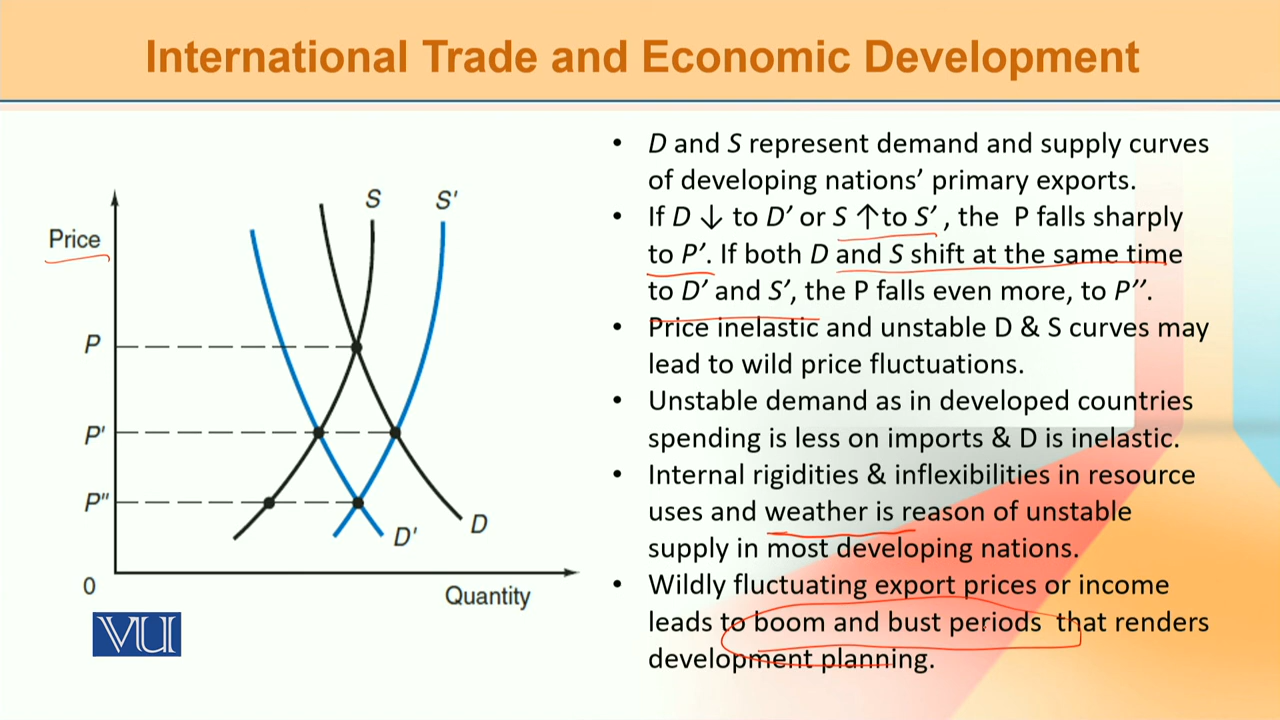 International Trade and Economic Development
S
S'
Price
P
P'
P"
D'
D
0
Quantity
VU
• D and S represent demand and supply curves
of developing nations’ primary exports.
• If D ↓ to D′ or S ↑to S′ , the P falls sharply
to P′. If both D and S shift at the same time
to D′ and S′, the P falls even more, to P′′.
• Price inelastic and unstable D & S curves may
lead to wild price fluctuations.
• Unstable demand as in developed countries
spending is less on imports & D is inelastic.
• Internal rigidities & inflexibilities in resource
uses and weather is reason of unstable
supply in most developing nations.
• Wildly fluctuating export prices or income
leads to boom and bust periods that renders
development planning.